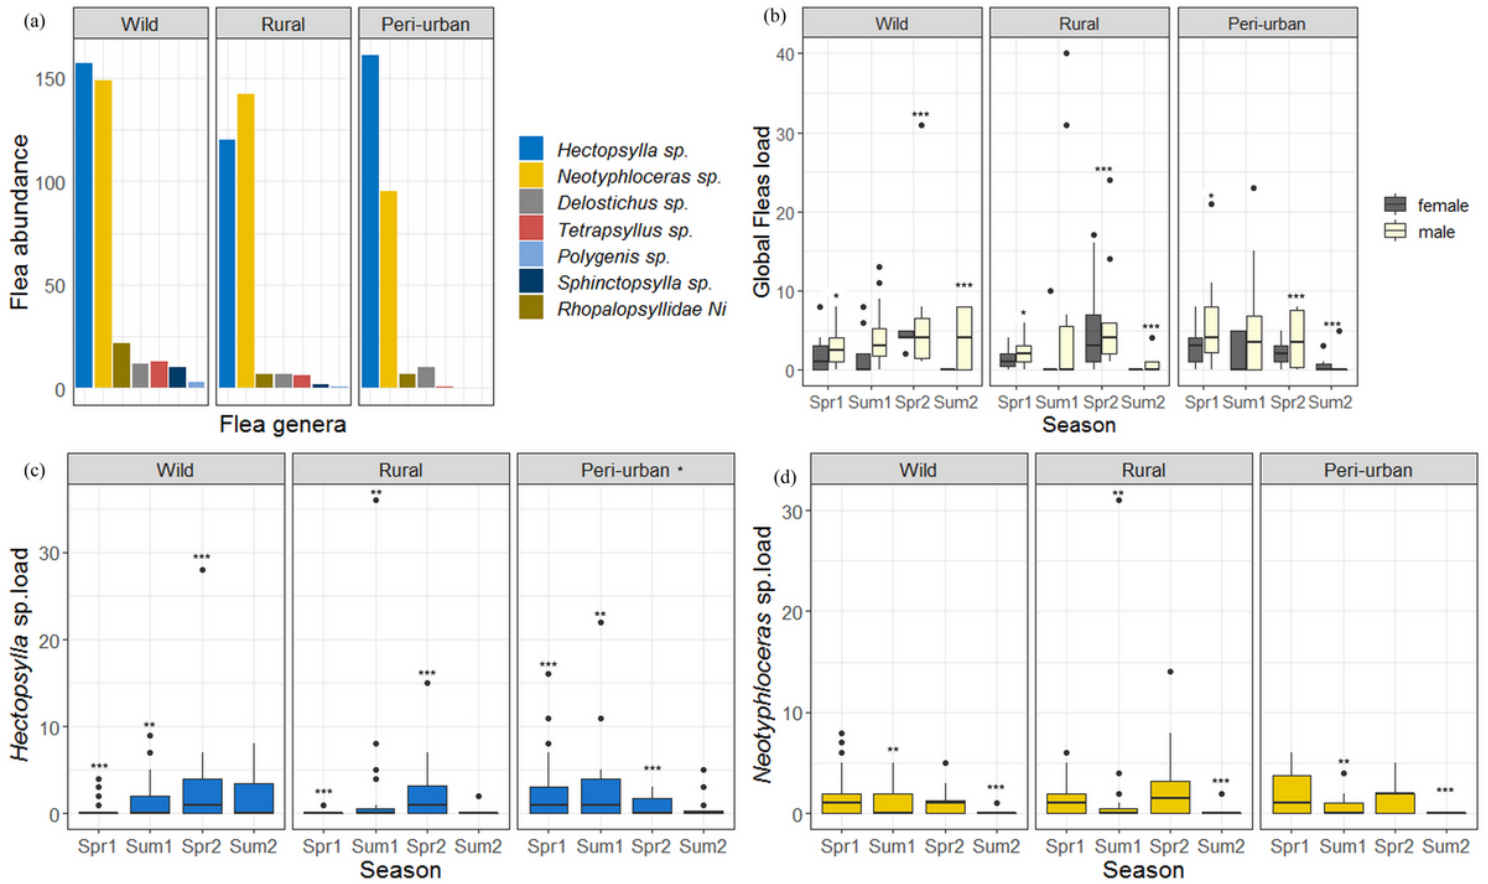 (a)
Wild Rural Peri-urban
Flea abundance
150
100
50
0
Flea genera
Hectopsylla sp.
Neotyphloceras sp.
Delostichus sp.
Tetrapsyllus sp.
Polygenis sp.
Sphinctopsylla sp.
Rhopalopsyllidae Ni
(b)
Wild Rural Peri-urban
Global Fleas load
40
30
20
10
0
* *** ***
* *** ***
* *** ***
Spr1 Sum1 Spr2 Sum2 Spr1 Sum1 Spr2 Sum2 Spr1 Sum1 Spr2 Sum2
Season
female
male
(c)
Wild Rural Peri-urban *
Hectopsylla sp.load
30
20
10
0
*** ** ***
*** ** ***
*** ** ***
Spr1 Sum1 Spr2 Sum2 Spr1 Sum1 Spr2 Sum2 Spr1 Sum1 Spr2 Sum2
Season
(d)
Wild Rural Peri-urban
Neotyphloceras sp.load
30
20
10
0
** ***
** ***
** ***
Spr1 Sum1 Spr2 Sum2 Spr1 Sum1 Spr2 Sum2 Spr1 Sum1 Spr2 Sum2
Season